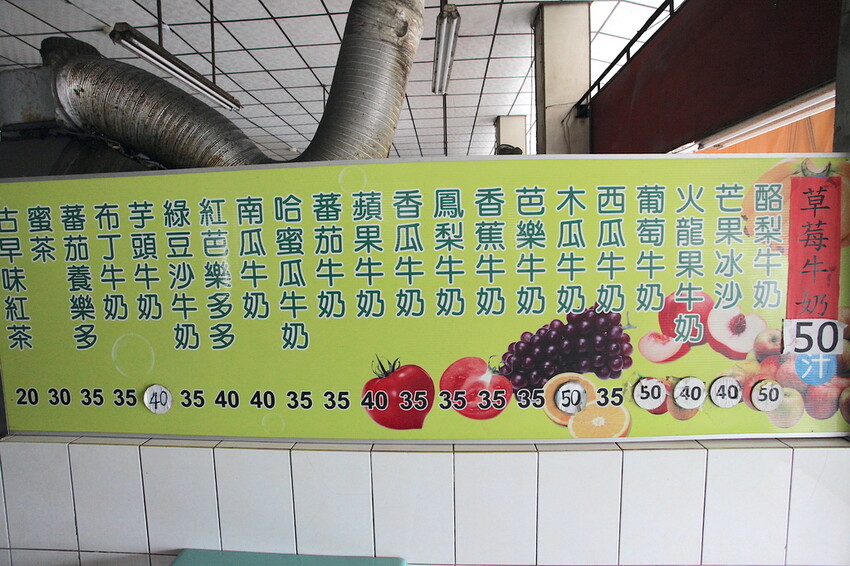 草莓牛奶
50
汁
酪梨牛奶
50
芒果冰沙
40
火龍果牛奶
40
葡萄牛奶
50
西瓜牛奶
35
木瓜牛奶
50
芭樂牛奶
35
香蕉牛奶
35
鳳梨牛奶
35
香瓜牛奶
35
蘋果牛奶
40
蕃茄牛奶
35
哈蜜瓜牛奶
35
南瓜牛奶
40
紅芭樂多多
40
綠豆沙牛奶
35
芋頭牛奶
40
布丁牛奶
35
蕃茄養樂多
35
蜜茶
30
古早味紅茶
20